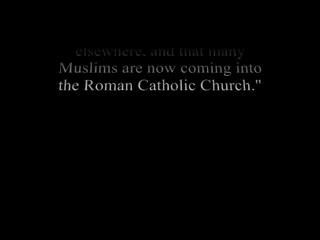 elsewhere, and that many
Muslims are now coming into
the Roman Catholic Church."